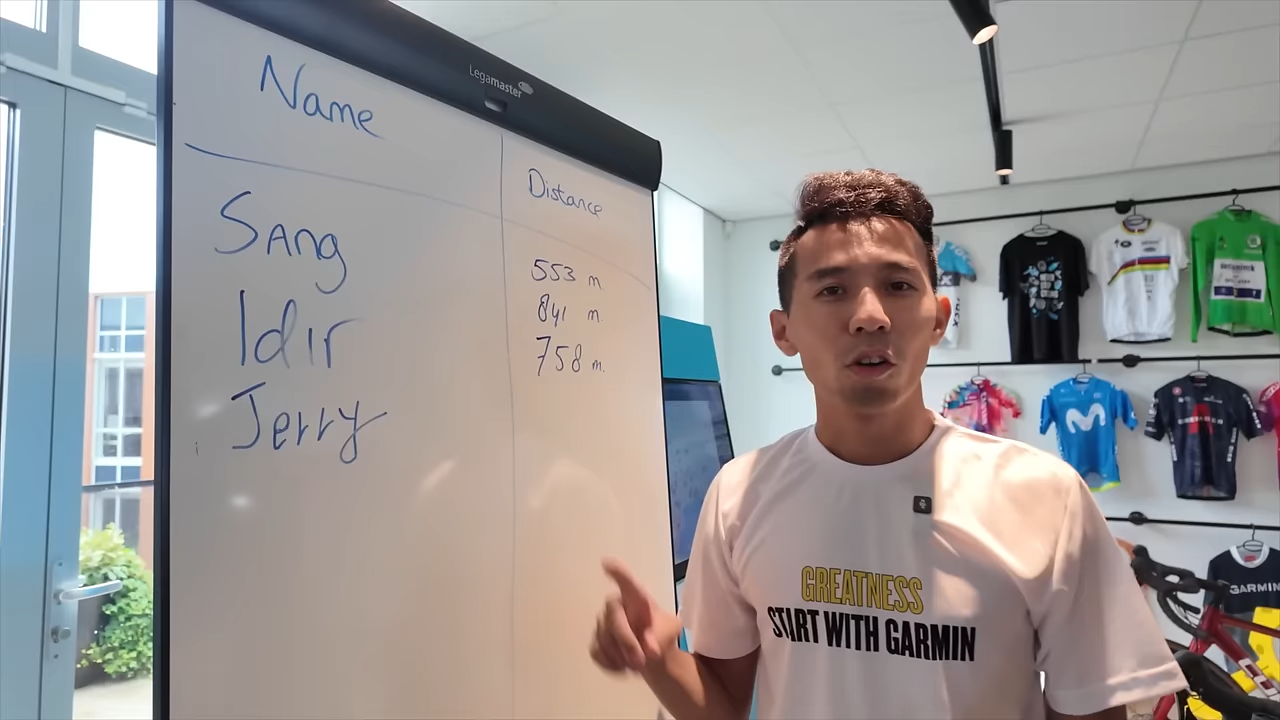 Legamaster
Name
Distance
Sang
553 m
Idir
841 m.
Jerry
758 m.
GREATNESS
START WITH GARMIN
GARMIN